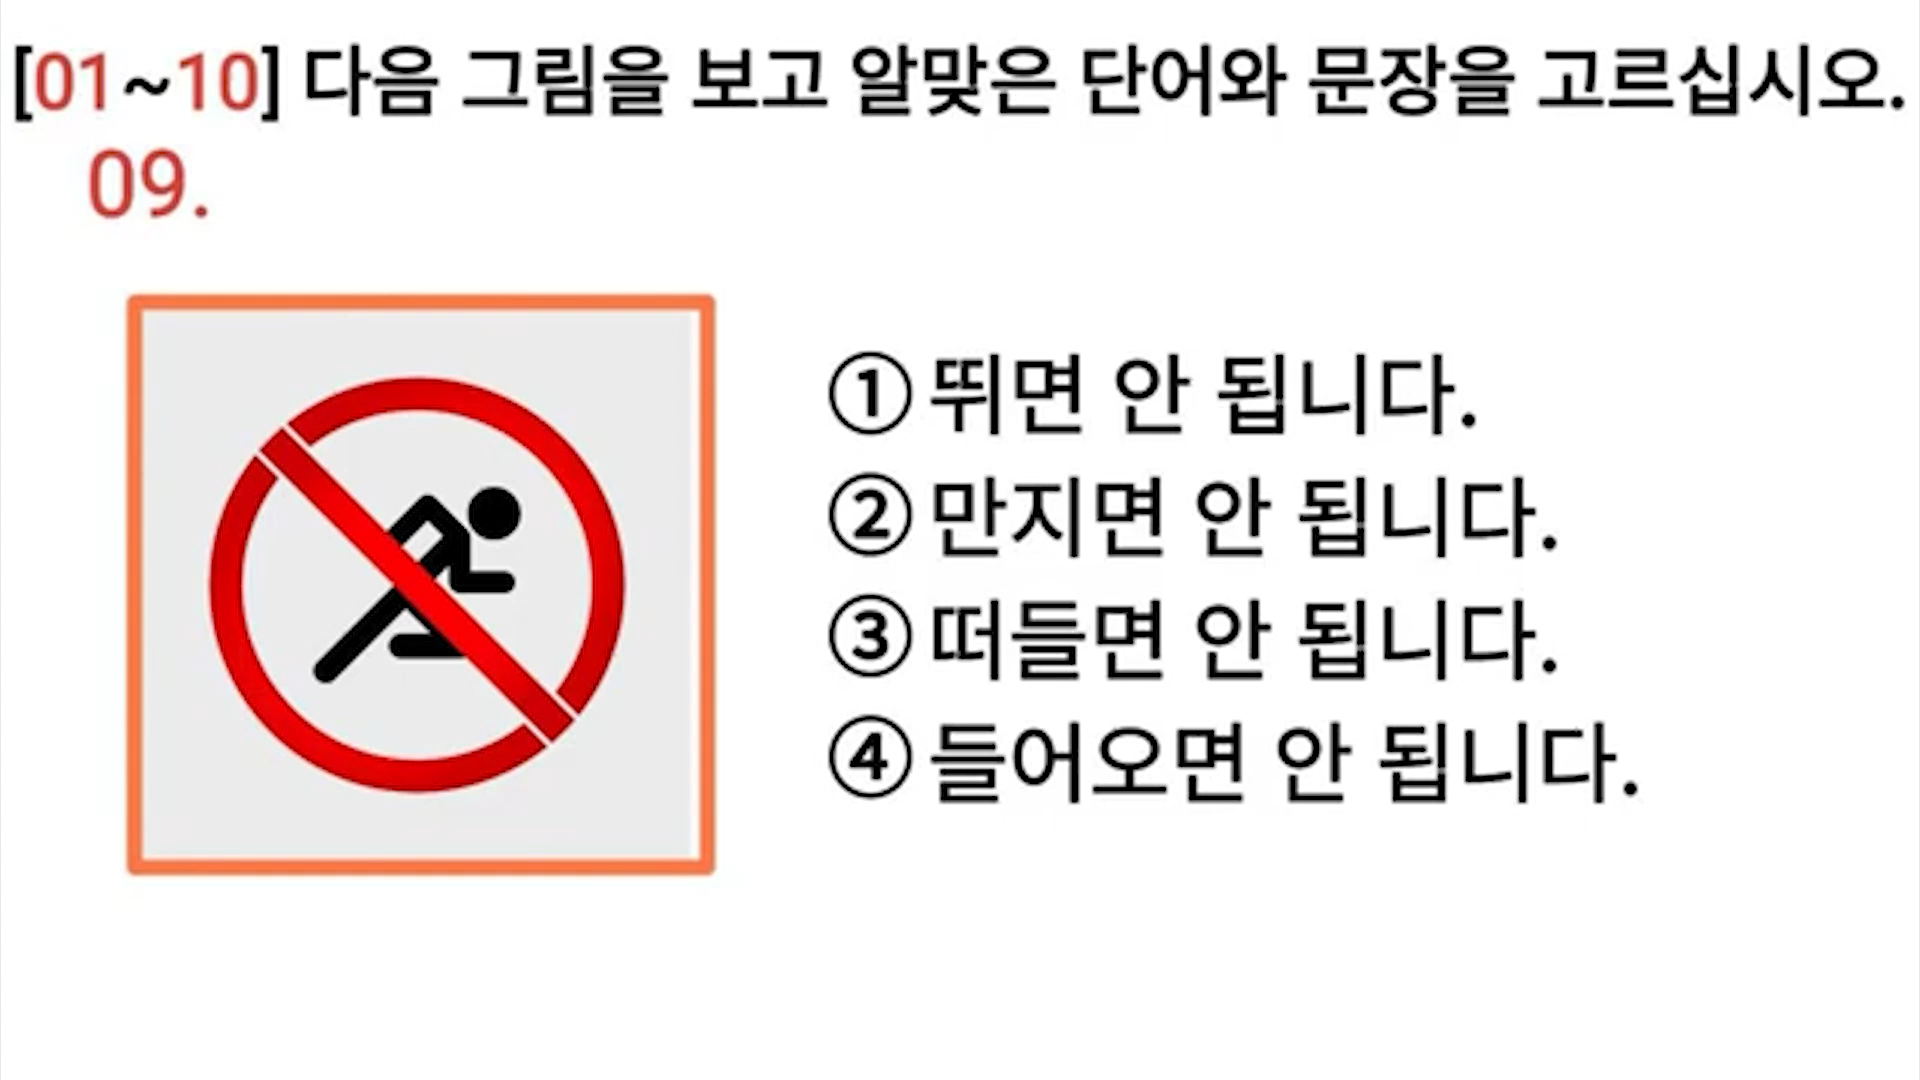 [01~10] 다음 그림을 보고 알맞은 단어와 문장을 고르십시오.
09.
① 뛰면 안 됩니다.
② 만지면 안 됩니다.
③ 떠들면 안 됩니다.
④ 들어오면 안 됩니다.